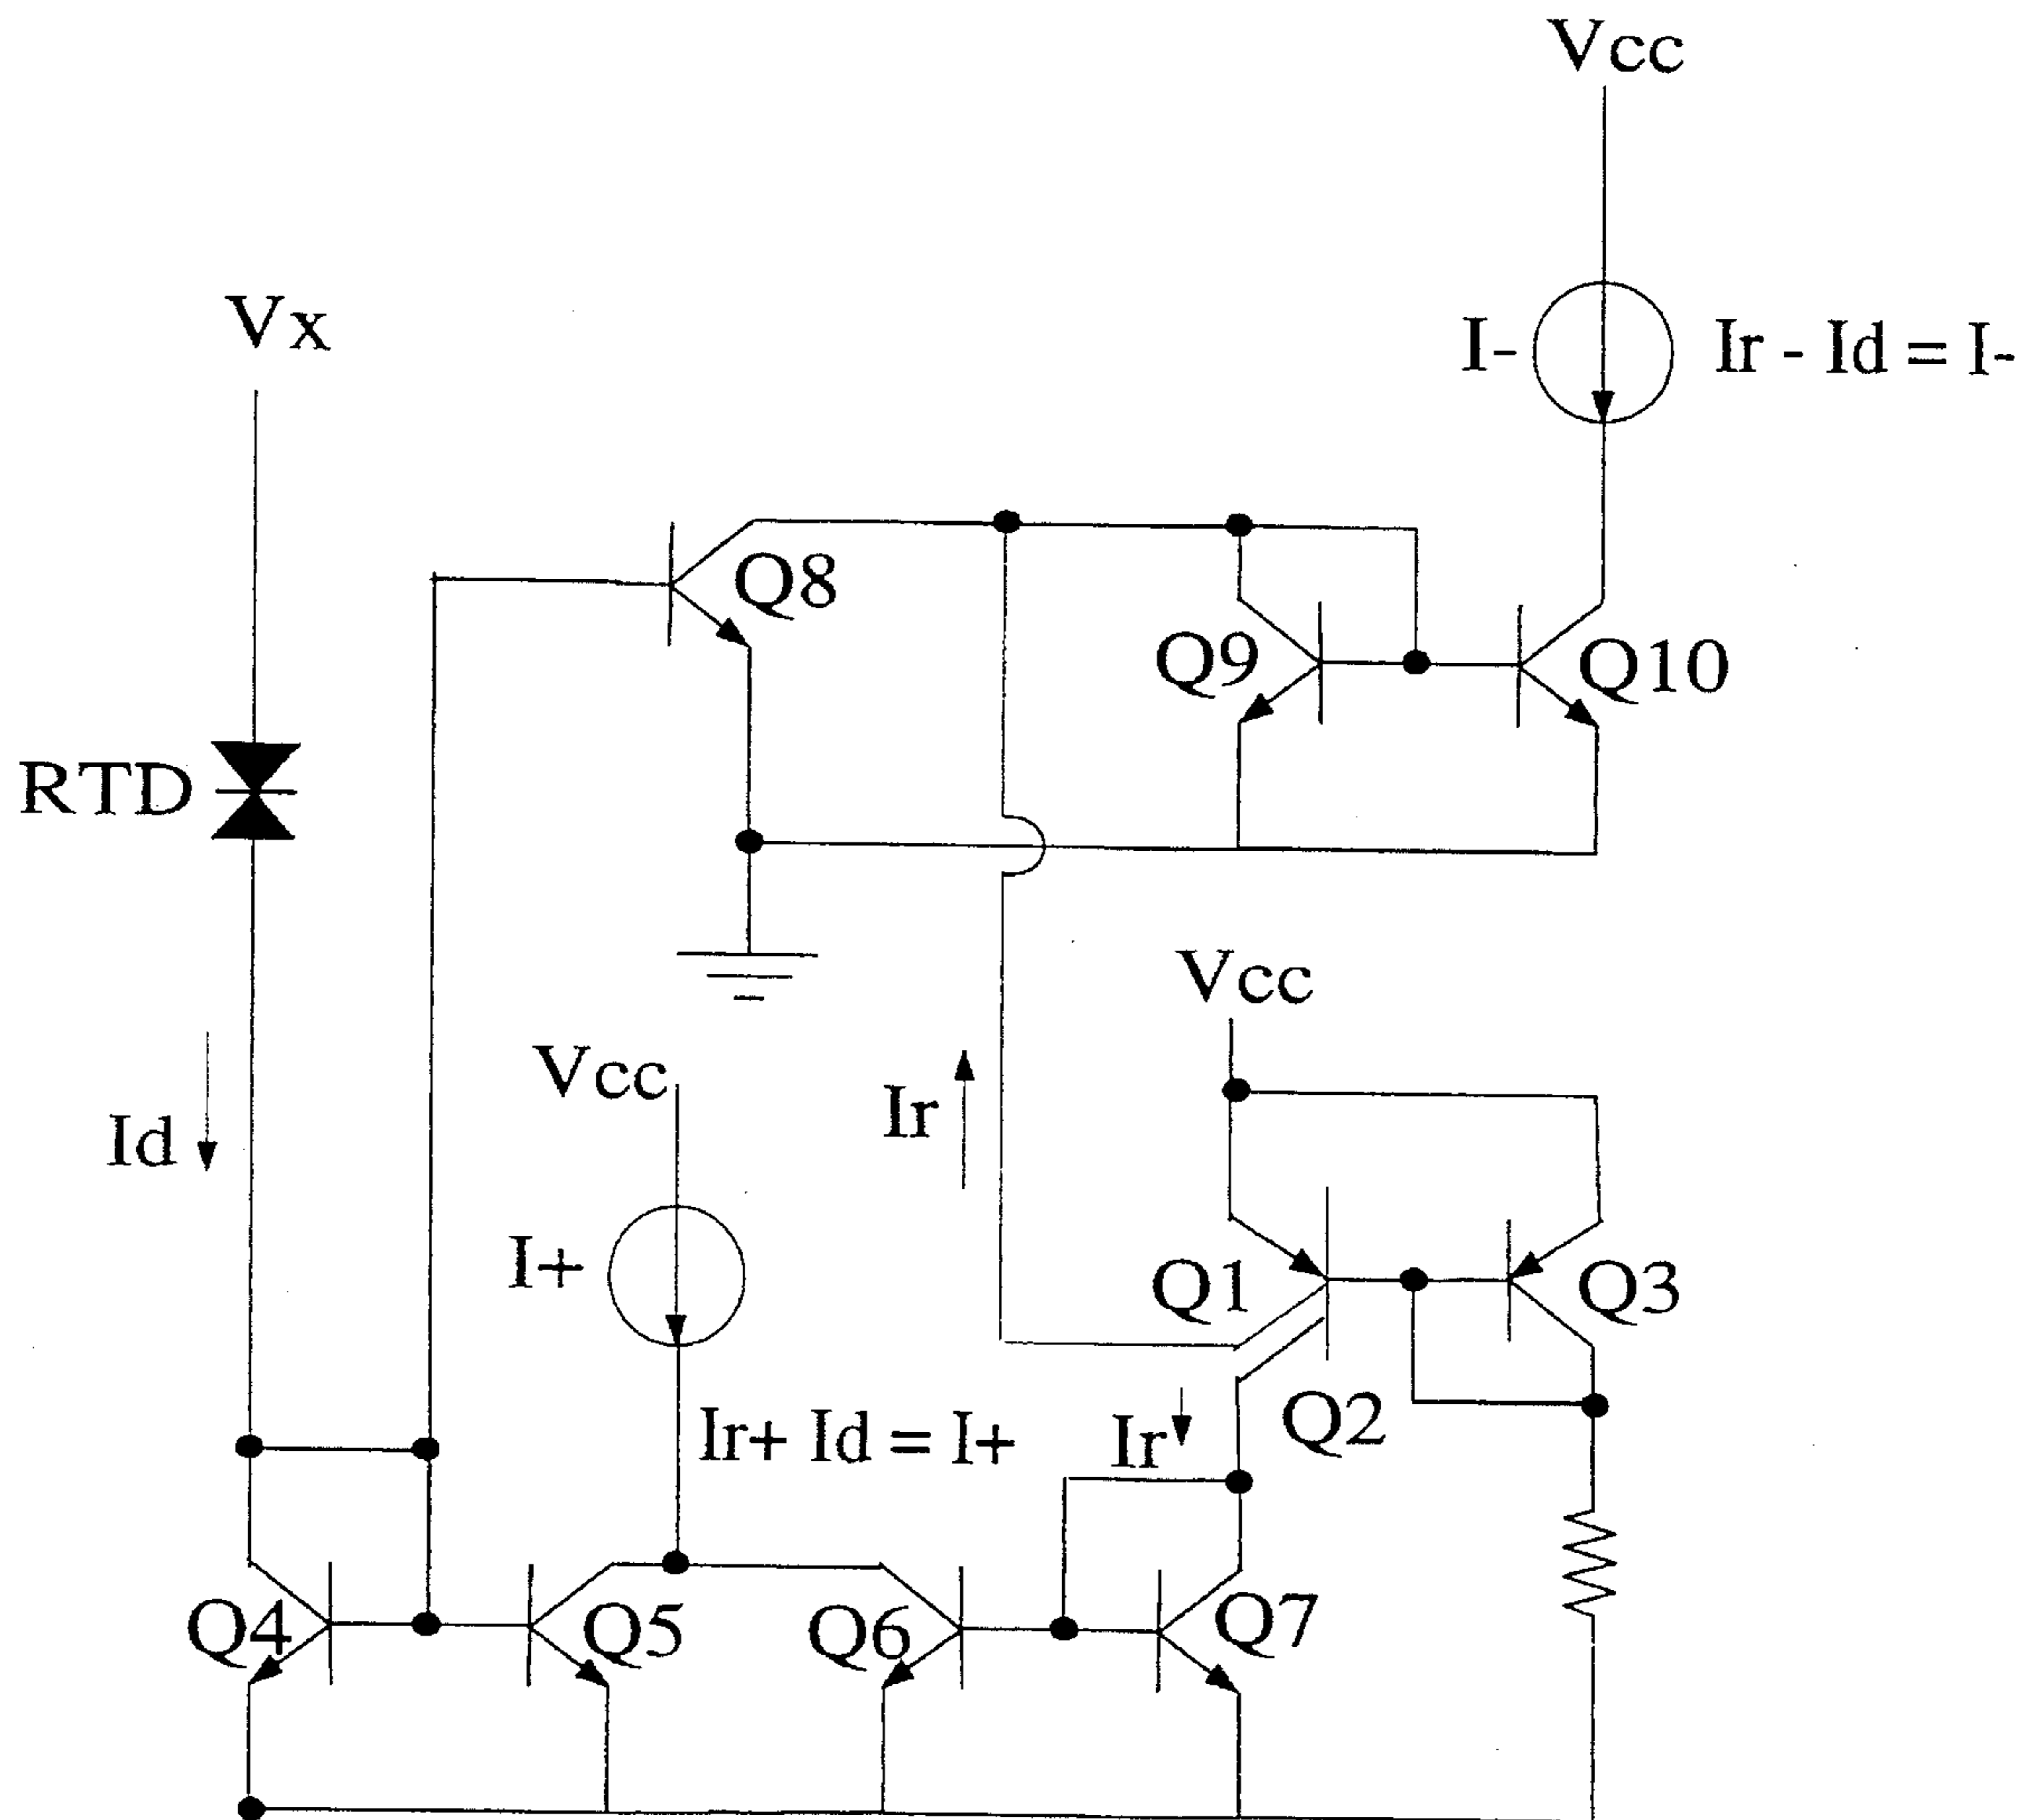 Vcc
Vx
I-
Ir - Id = I-
Q8
Q9
Q10
RTD
Vcc
Vcc
Ir
Id
I+
Q1
Q3
Ir+ Id = I+
Ir
Q2
Q4
Q5
Q6
Q7